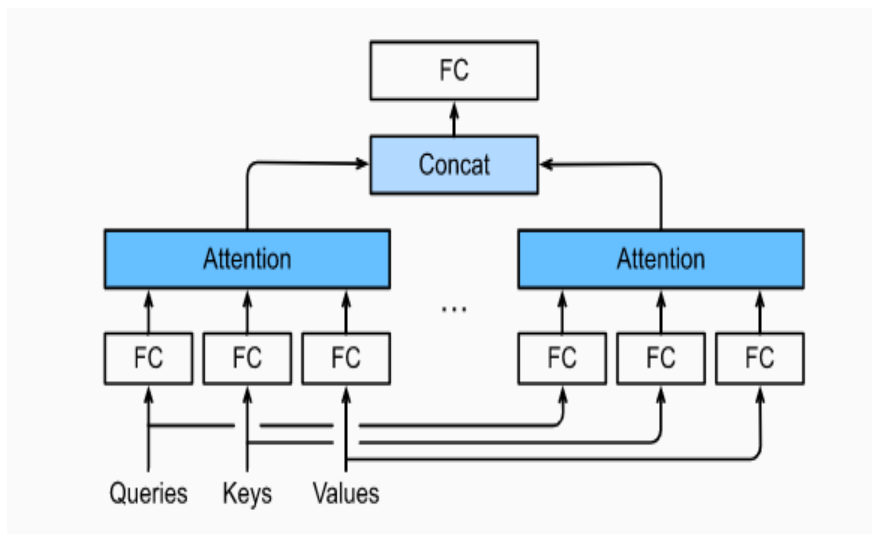 FC
Concat
Attention Attention
...
FC FC FC FC FC FC
Queries Keys Values